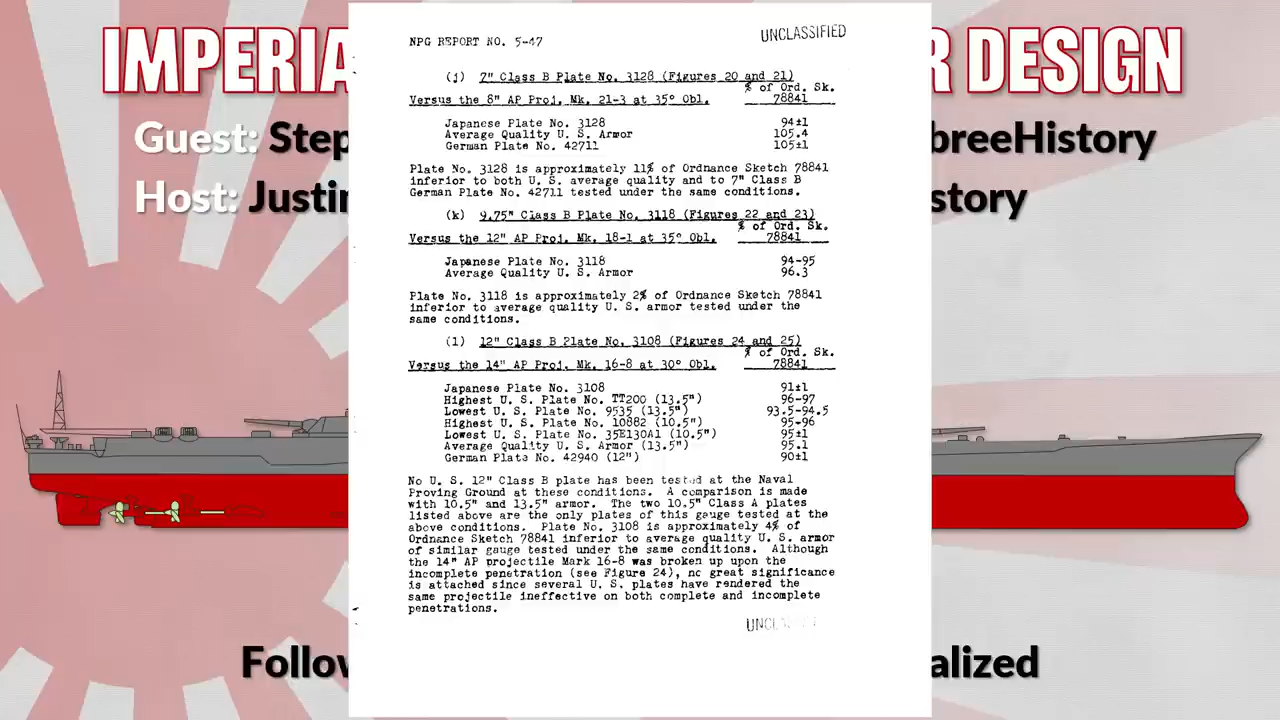 IMPERIA
R DESIGN
Guest: Step
breeHistory
Host: Justin
story
Follow
alized
UNCLASSIFIED
NPG REPORT NO. 5-47
(j) 7" Class B Plate No. 3128 (Figures 20 and 21)
% of Ord. Sk.
Versus the 8" AP Proj. Mk. 21-3 at 35° Obl. 78841
Japanese Plate No. 3128 94±1
Average Quality U. S. Armor 105.4
German Plate No. 42711 105±1
Plate No. 3128 is approximately 11% of Ordnance Sketch 78841
inferior to both U. S. average quality and to 7" Class B
German Plate No. 42711 tested under the same conditions.
(k) 9.75" Class B Plate No. 3118 (Figures 22 and 23)
% of Ord. Sk.
Versus the 12" AP Proj. Mk. 18-1 at 35° Obl. 78841
Japanese Plate No. 3118 94-95
Average Quality U. S. Armor 96.3
Plate No. 3118 is approximately 2% of Ordnance Sketch 78841
inferior to average quality U. S. armor tested under the
same conditions.
(l) 12" Class B Plate No. 3108 (Figures 24 and 25)
% of Ord. Sk.
Versus the 14" AP Proj. Mk. 16-8 at 30° Obl. 78841
Japanese Plate No. 3108 91±1
Highest U. S. Plate No. TT200 (13.5") 96-97
Lowest U. S. Plate No. 9535 (13.5") 93.5-94.5
Highest U. S. Plate No. 10882 (10.5") 95-96
Lowest U. S. Plate No. 35E130A1 (10.5") 95±1
Average Quality U. S. Armor (13.5") 95.1
German Plate No. 42940 (12") 90±1
No U. S. 12" Class B plate has been tested at the Naval
Proving Ground at these conditions. A comparison is made
with 10.5" and 13.5" armor. The two 10.5" Class A plates
listed above are the only plates of this gauge tested at the
above conditions. Plate No. 3108 is approximately 4% of
Ordnance Sketch 78841 inferior to average quality U. S. armor
of similar gauge tested under the same conditions. Although
the 14" AP projectile Mark 16-8 was broken up upon the
incomplete penetration (see Figure 24), no great significance
is attached since several U. S. plates have rendered the
same projectile ineffective on both complete and incomplete
penetrations.